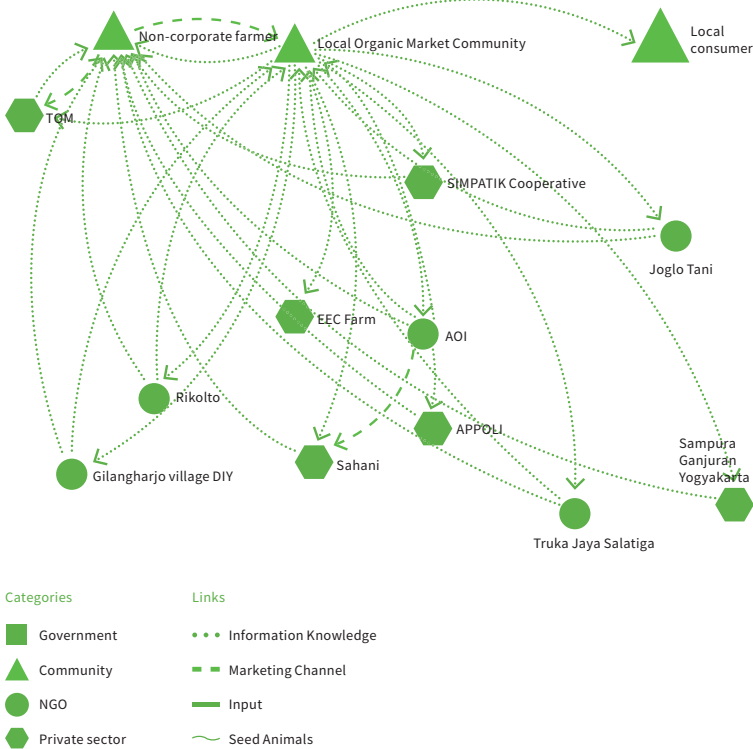 Non-corporate farmer
Local Organic Market Community
Local
consumer
TOM
SIMPATIK Cooperative
Joglo Tani
EEC Farm
AOI
Rikolto
APPOLI
Sampura
Ganjuran
Yogyakarta
Sahani
Gilangharjo village DIY
Truka Jaya Salatiga
Categories
Links
Government
Information Knowledge
Community
Marketing Channel
NGO
Input
Private sector
Seed Animals